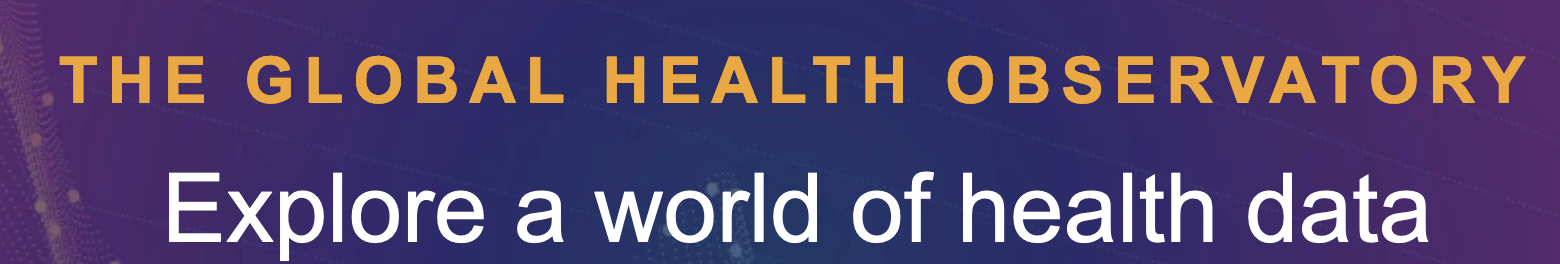 THE GLOBAL HEALTH OBSERVATORY
Explore a world of health data